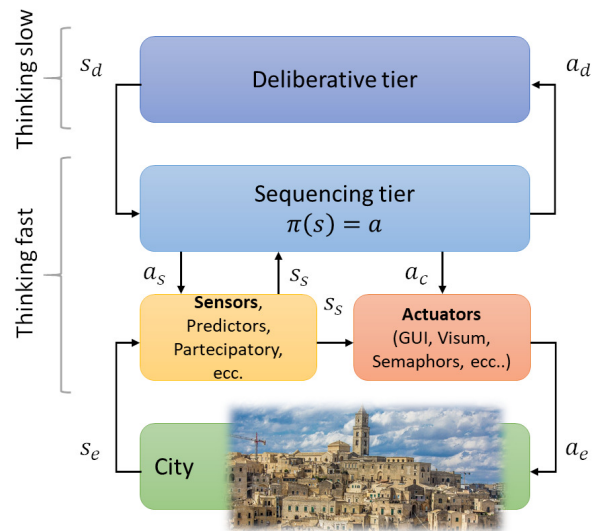 Thinking slow
s_d
Deliberative tier
a_d
Thinking fast
Sequencing tier
π(s) = a
a_s
s_s
a_c
Sensors,
Predictors,
Partecipatory,
ecc.
s_s
Actuators
(GUI, Visum,
Semaphors, ecc..)
s_e
City
a_e